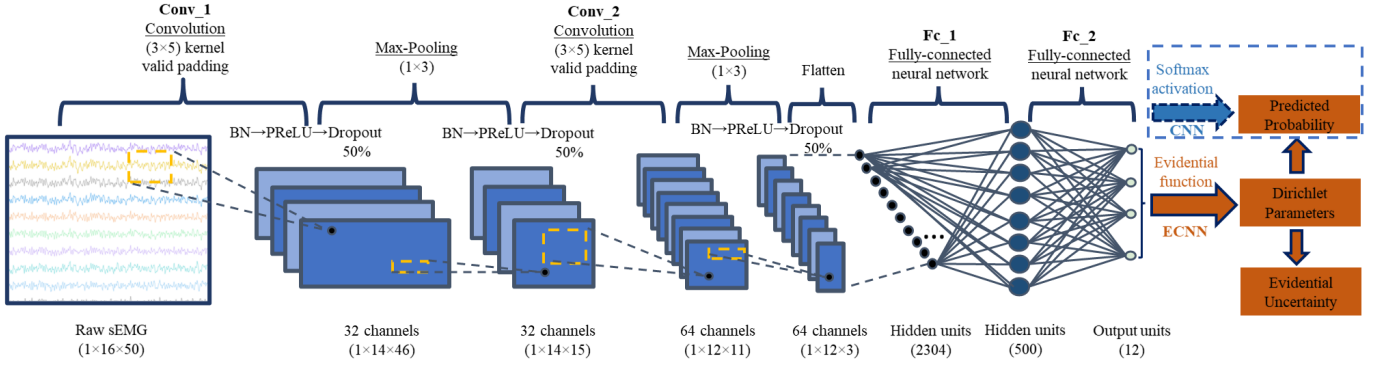 Conv_1
Convolution
(3×5) kernel
valid padding
Max-Pooling
(1×3)
Conv_2
Convolution
(3×5) kernel
valid padding
Max-Pooling
(1×3)
Flatten
Fc_1
Fully-connected
neural network
Fc_2
Fully-connected
neural network
Softmax
activation
CNN
Predicted
Probability
BN→PReLU→Dropout
50%
BN→PReLU→Dropout
50%
BN→PReLU→Dropout
50%
...
Evidential
function
ECNN
Dirichlet
Parameters
Evidential
Uncertainty
Raw sEMG
(1×16×50)
32 channels
(1×14×46)
32 channels
(1×14×15)
64 channels
(1×12×11)
64 channels
(1×12×3)
Hidden units
(2304)
Hidden units
(500)
Output units
(12)